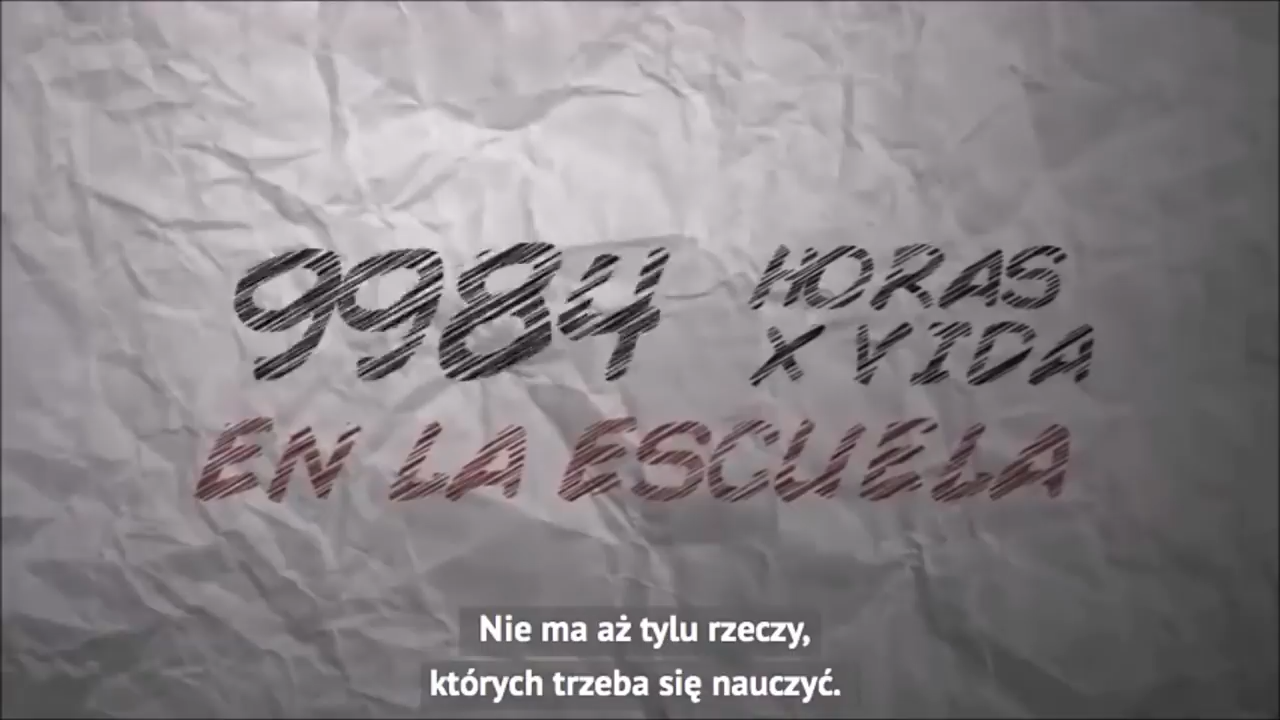 9984 HORAS
X VIDA
EN LA ESCUELA
Nie ma aż tylu rzeczy,
których trzeba się nauczyć.